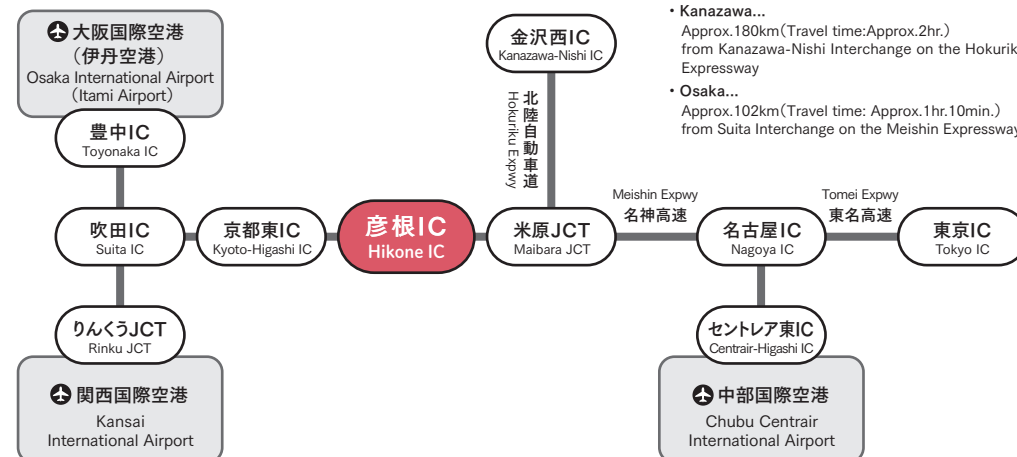 大阪国際空港
（伊丹空港）
Osaka International Airport
（Itami Airport）
豊中IC
Toyonaka IC
吹田IC
Suita IC
りんくうJCT
Rinku JCT
関西国際空港
Kansai
International Airport
京都東IC
Kyoto-Higashi IC
彦根IC
Hikone IC
金沢西IC
Kanazawa-Nishi IC
北陸自動車道
Hokuriku Expwy
米原JCT
Maibara JCT
Meishin Expwy
名神高速
名古屋IC
Nagoya IC
Tomei Expwy
東名高速
東京IC
Tokyo IC
セントレア東IC
Centrair-Higashi IC
中部国際空港
Chubu Centrair
International Airport
・Kanazawa...
Approx.180km（Travel time:Approx.2hr.）
from Kanazawa-Nishi Interchange on the Hokurik
Expressway
・Osaka...
Approx.102km（Travel time: Approx.1hr.10min.）
from Suita Interchange on the Meishin Expressway